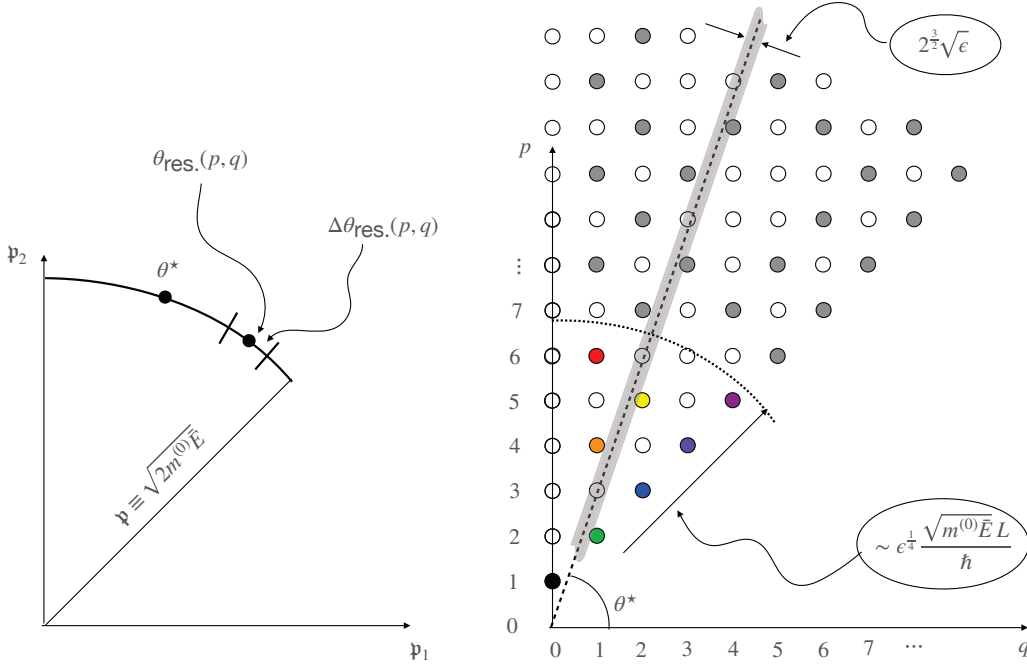 θres.(p, q)
Δθres.(p, q)
𝔭₂
θ*
𝔭 ≡ √(2m⁽⁰⁾Ē)
𝔭₁
2^{3/2}√ϵ
p
⋮
7
6
5
4
3
2
1
0
θ*
∼ ϵ^{1/4} √(m⁽⁰⁾Ē) L / ℏ
0 1 2 3 4 5 6 7 ... q